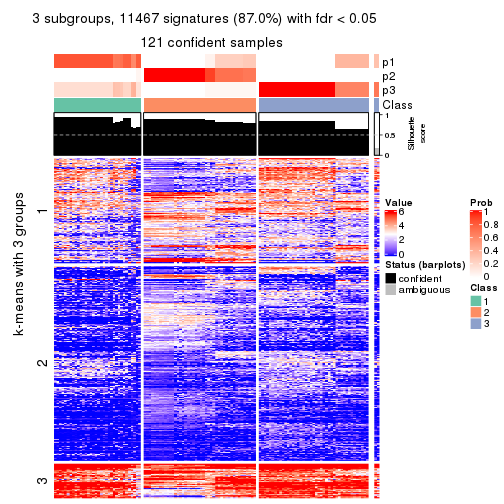 3 subgroups, 11467 signatures (87.0%) with fdr < 0.05
121 confident samples
p1
p2
p3
Class
1
0.5
0
Silhouette
score
k-means with 3 groups
1
2
3
Value
6
4
2
0
Status (barplots)
confident
ambiguous
Prob
1
0.8
0.6
0.4
0.2
0
Class
1
2
3